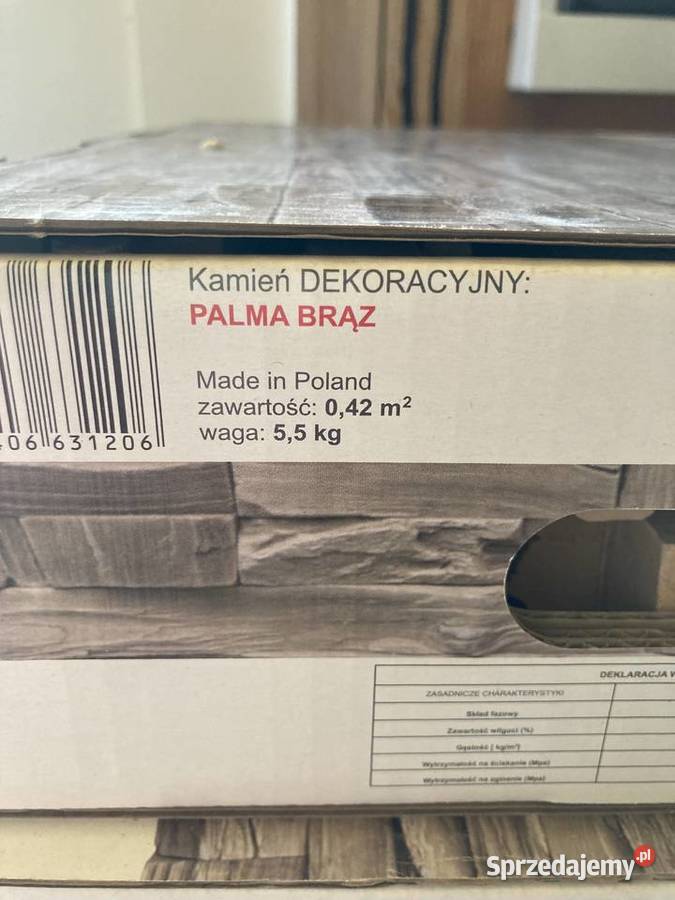 Kamień DEKORACYJNY:
PALMA BRĄZ
Made in Poland
zawartość: 0,42 m²
waga: 5,5 kg
06 631206
DEKLARACJA W
ZASADNICZE CHARAKTERYSTYKI
Skład fazowy
Zawartość wilgoci (%)
Gęstość [ kg/m³]
Wytrzymałość na ściskanie (Mpa)
Wytrzymałość na zginanie (Mpa)
Sprzedajemy.pl